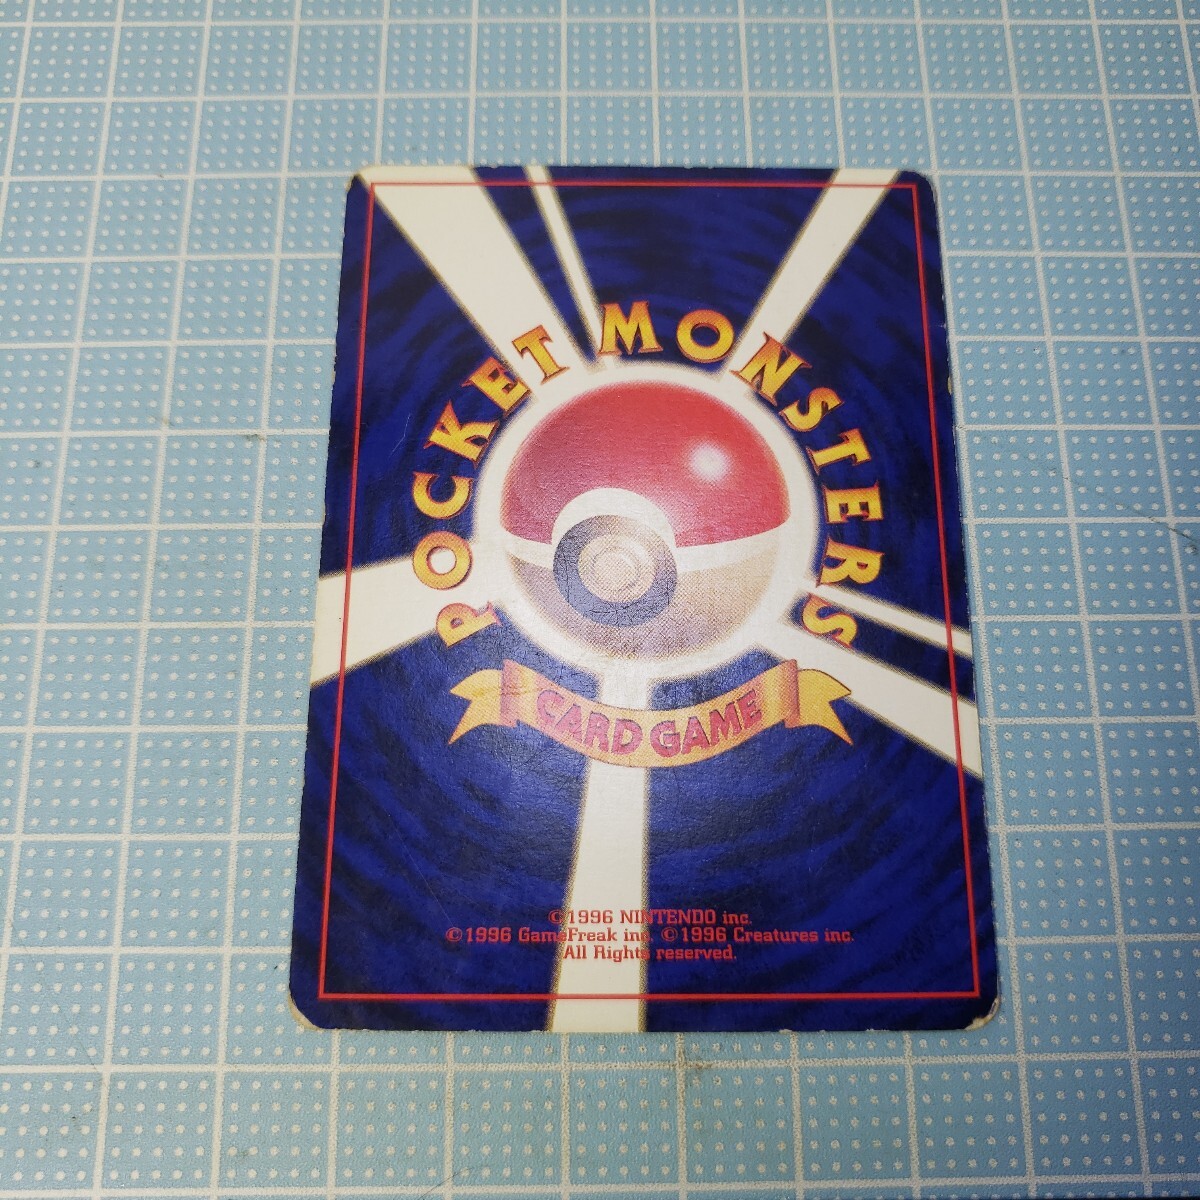 POCKET MONSTERS
CARD GAME
©1996 NINTENDO inc.
©1996 GameFreak inc. ©1996 Creatures inc.
All Rights reserved.